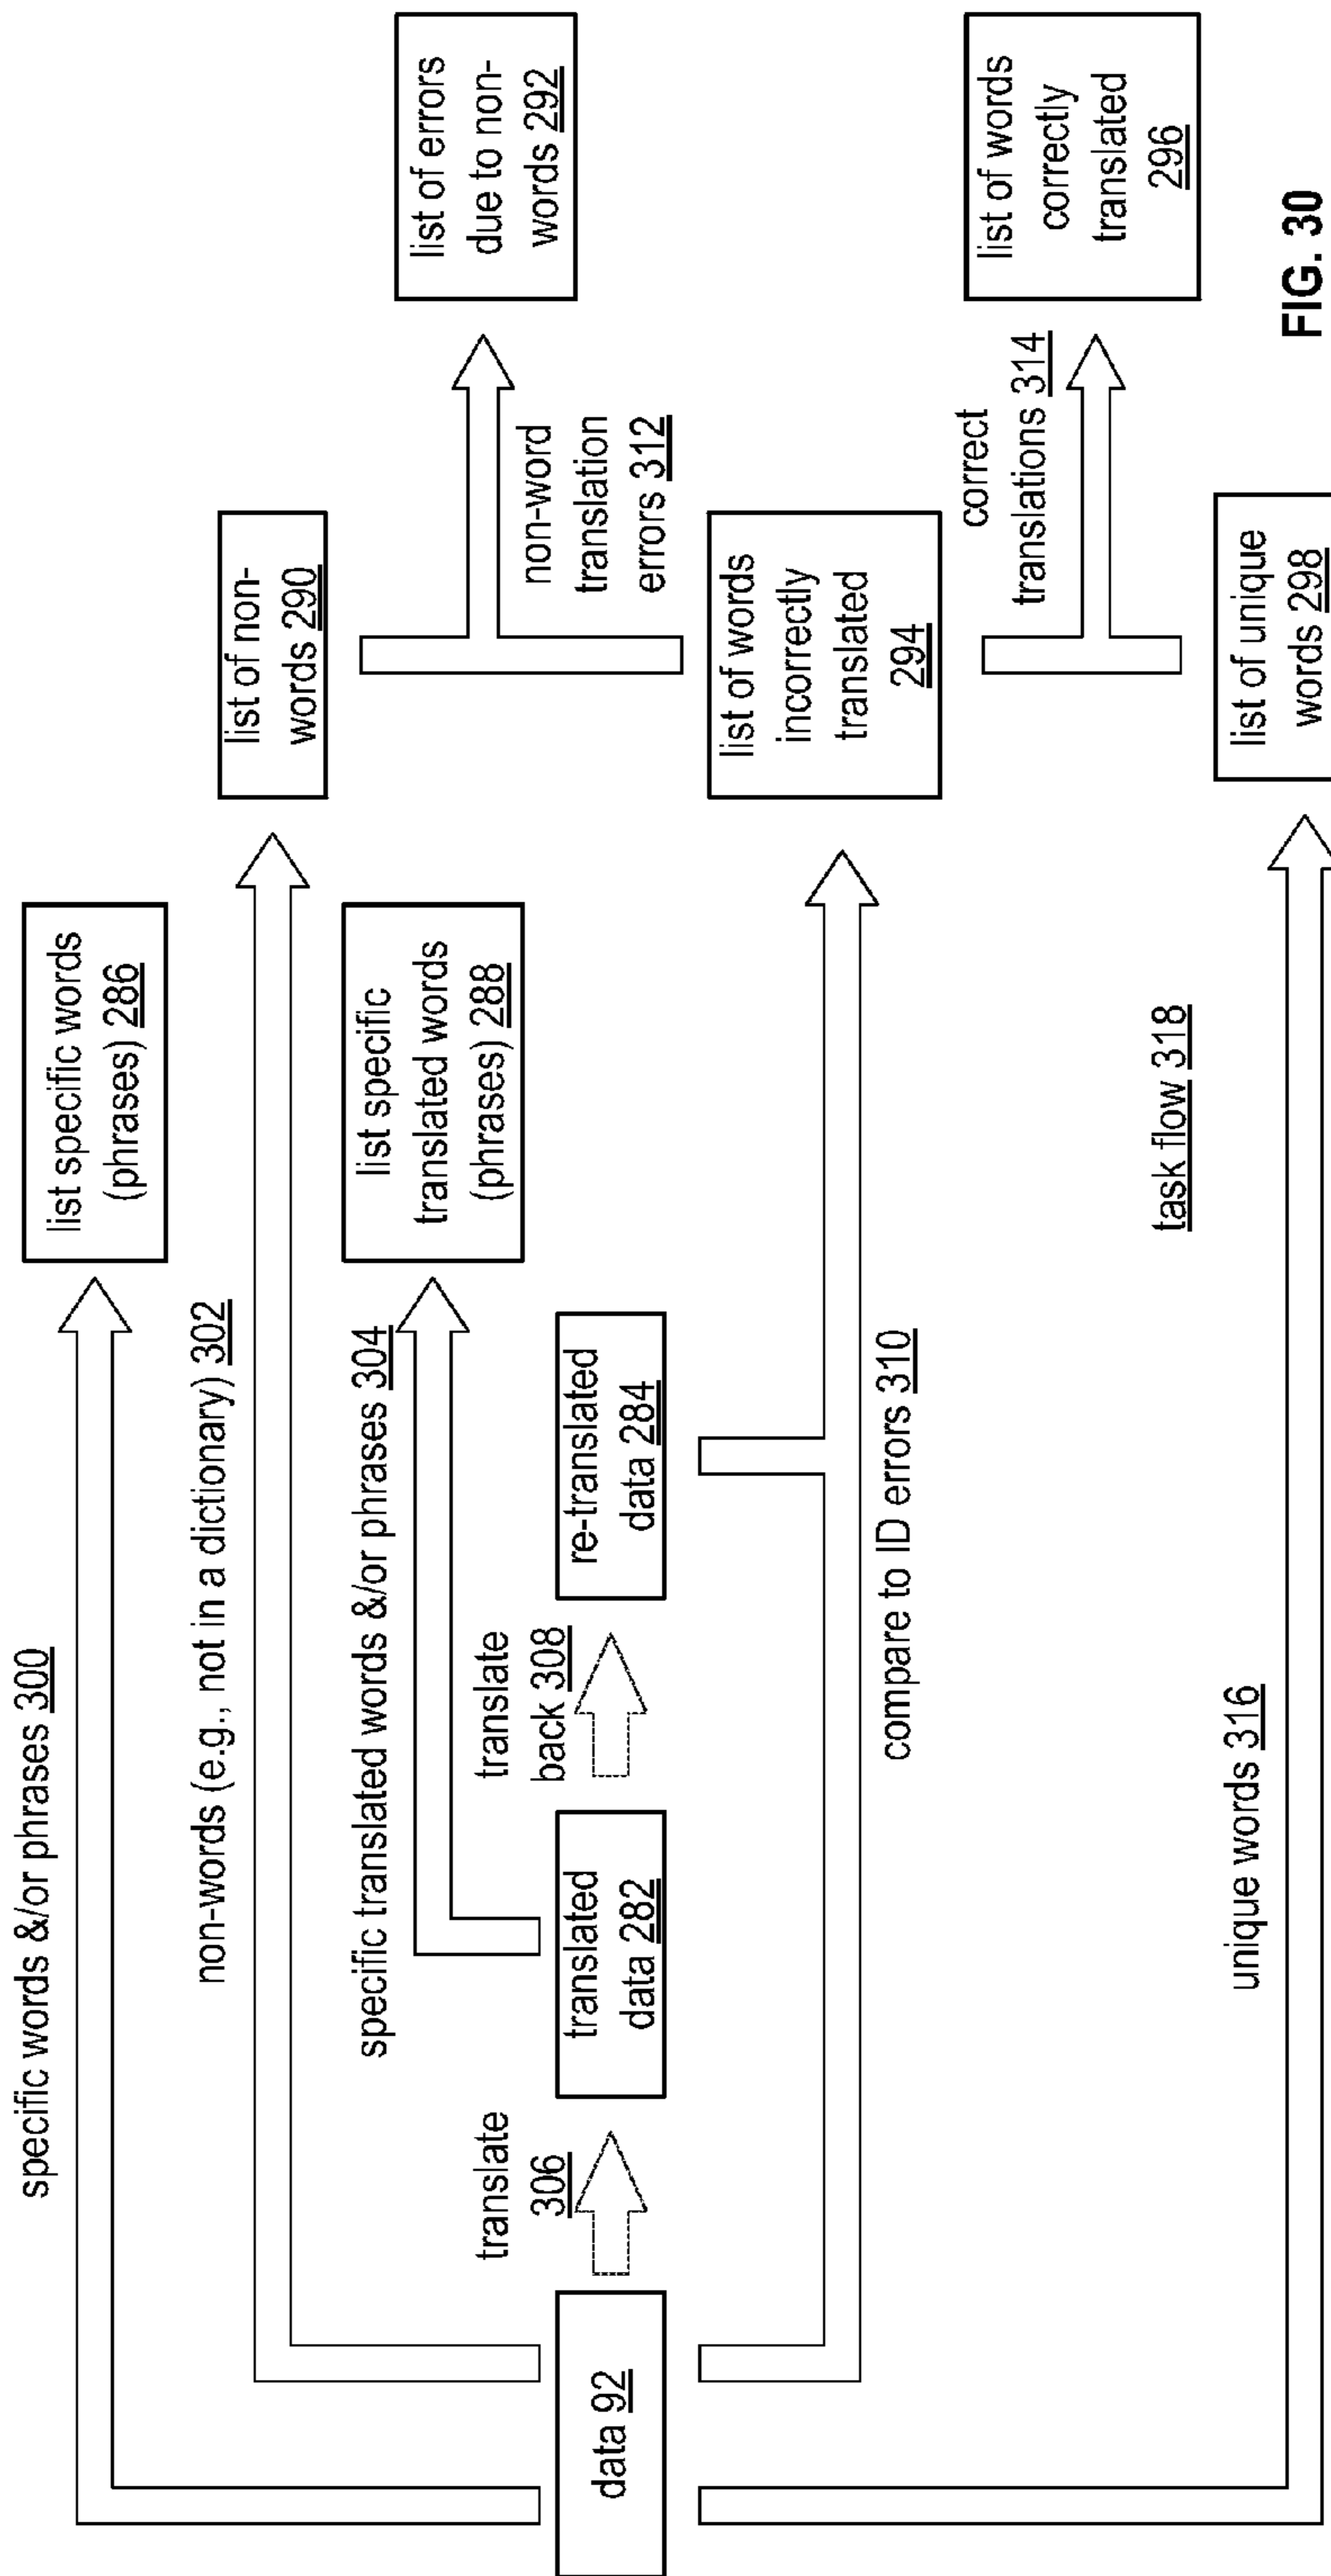 specific words &/or phrases 300
list specific words
(phrases) 286
non-words (e.g., not in a dictionary) 302
list of non-
words 290
specific translated words &/or phrases 304
list specific
translated words
(phrases) 288
list of errors
due to non-
words 292
non-word
translation
errors 312
data 92
translate
306
translated
data 282
translate
back 308
re-translated
data 284
compare to ID errors 310
list of words
incorrectly
translated
294
correct
translations 314
list of words
correctly
translated
296
task flow 318
unique words 316
list of unique
words 298
FIG. 30